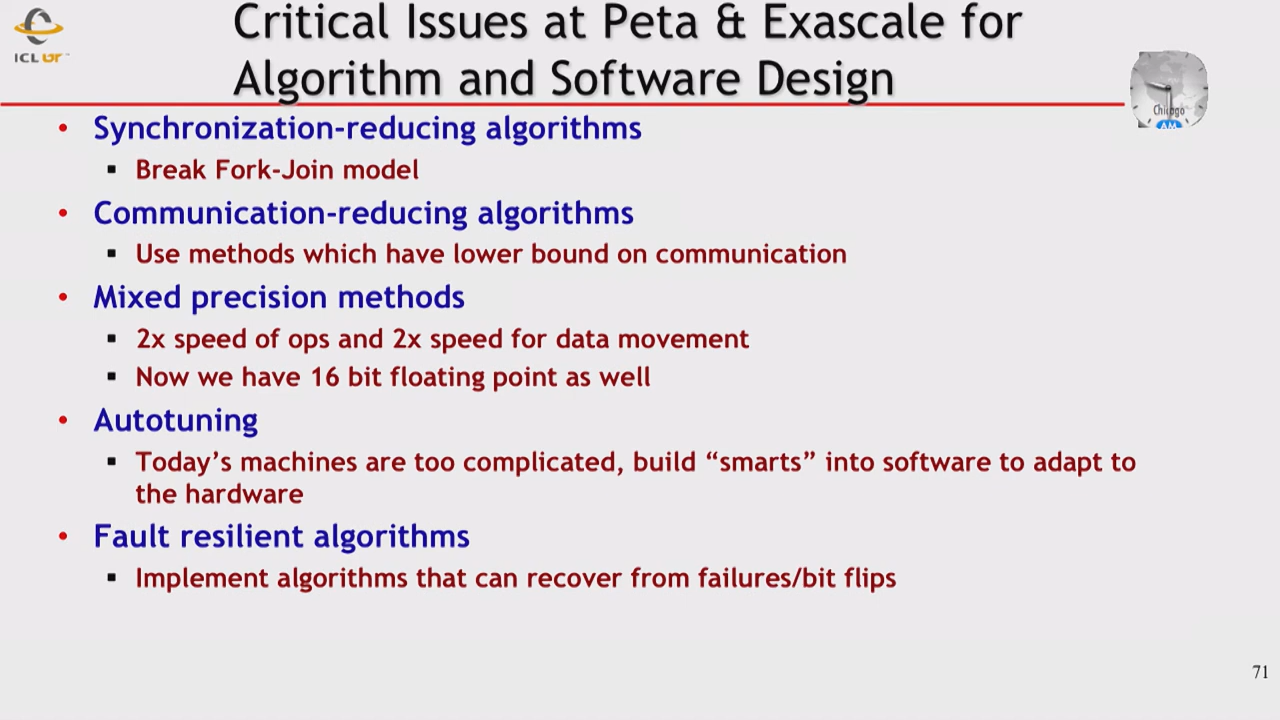 ICL UT
Critical Issues at Peta & Exascale for
Algorithm and Software Design
Chicago
AM
• Synchronization-reducing algorithms
▪ Break Fork-Join model
• Communication-reducing algorithms
▪ Use methods which have lower bound on communication
• Mixed precision methods
▪ 2x speed of ops and 2x speed for data movement
▪ Now we have 16 bit floating point as well
• Autotuning
▪ Today’s machines are too complicated, build “smarts” into software to adapt to
the hardware
• Fault resilient algorithms
▪ Implement algorithms that can recover from failures/bit flips
71